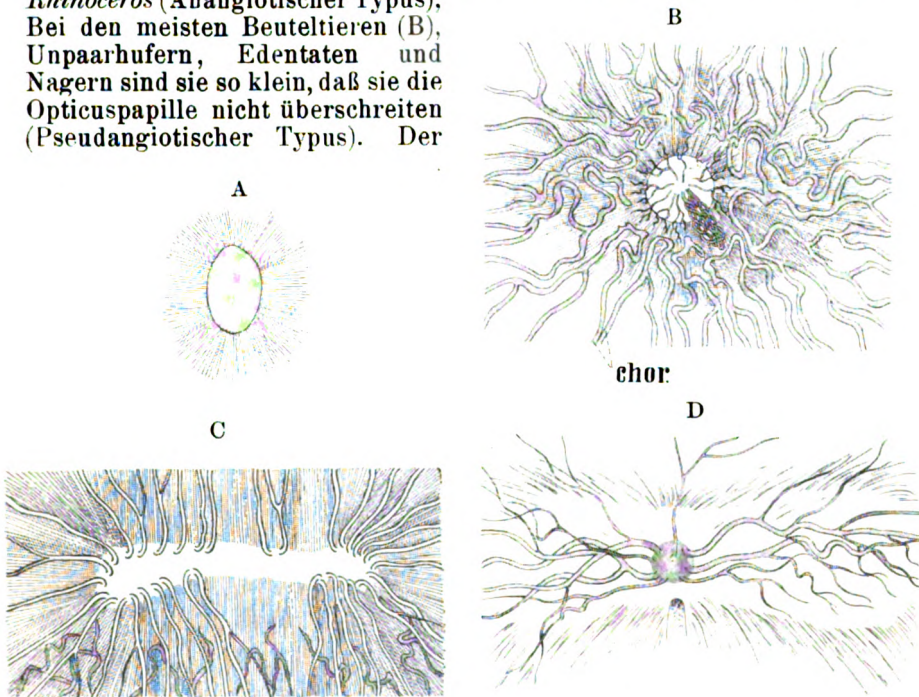 Rhinoceros (Anangiotischer Typus).
Bei den meisten Beuteltieren (B),
Unpaarhufern, Edentaten und
Nagern sind sie so klein, daß sie die
Opticuspapille nicht überschreiten
(Pseudangiotischer Typus). Der
A
B
chor.
C
D